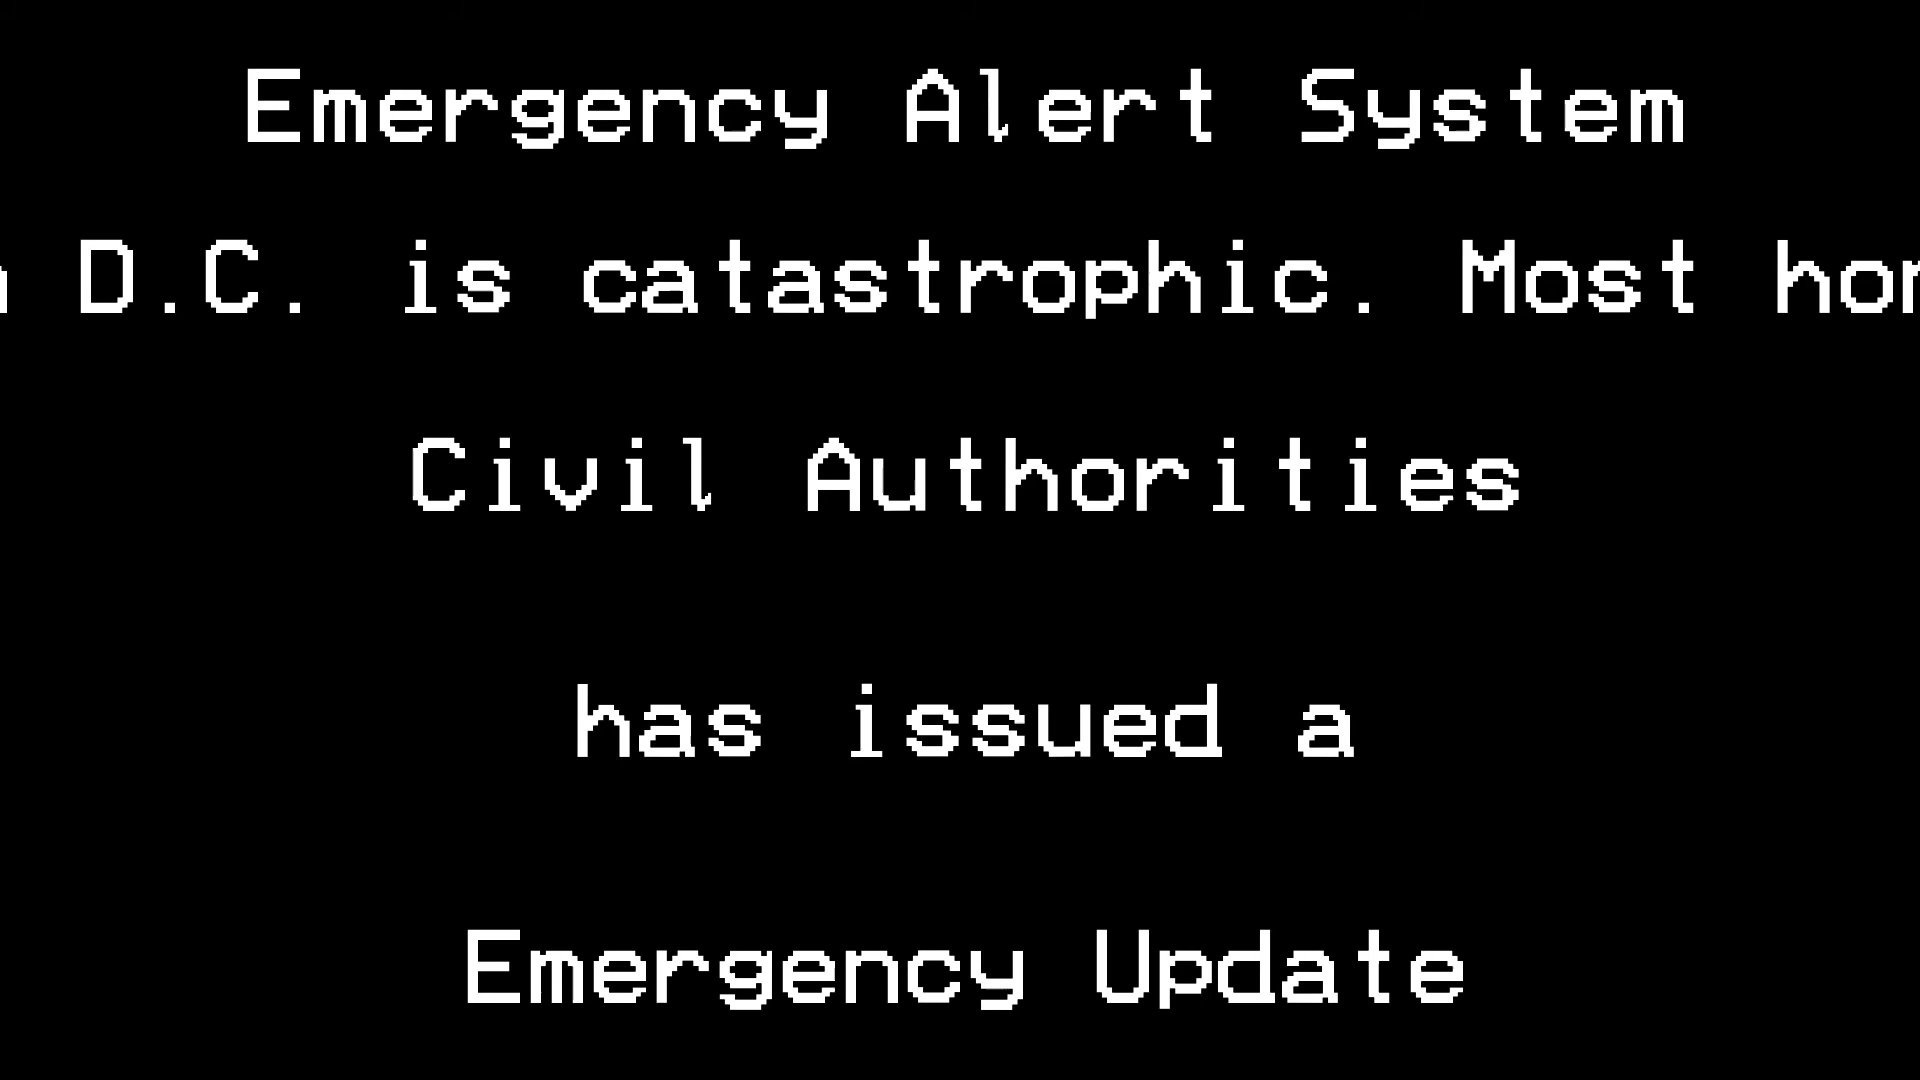 Emergency Alert System
D.C. is catastrophic. Most
Civil Authorities
has issued a
Emergency Update